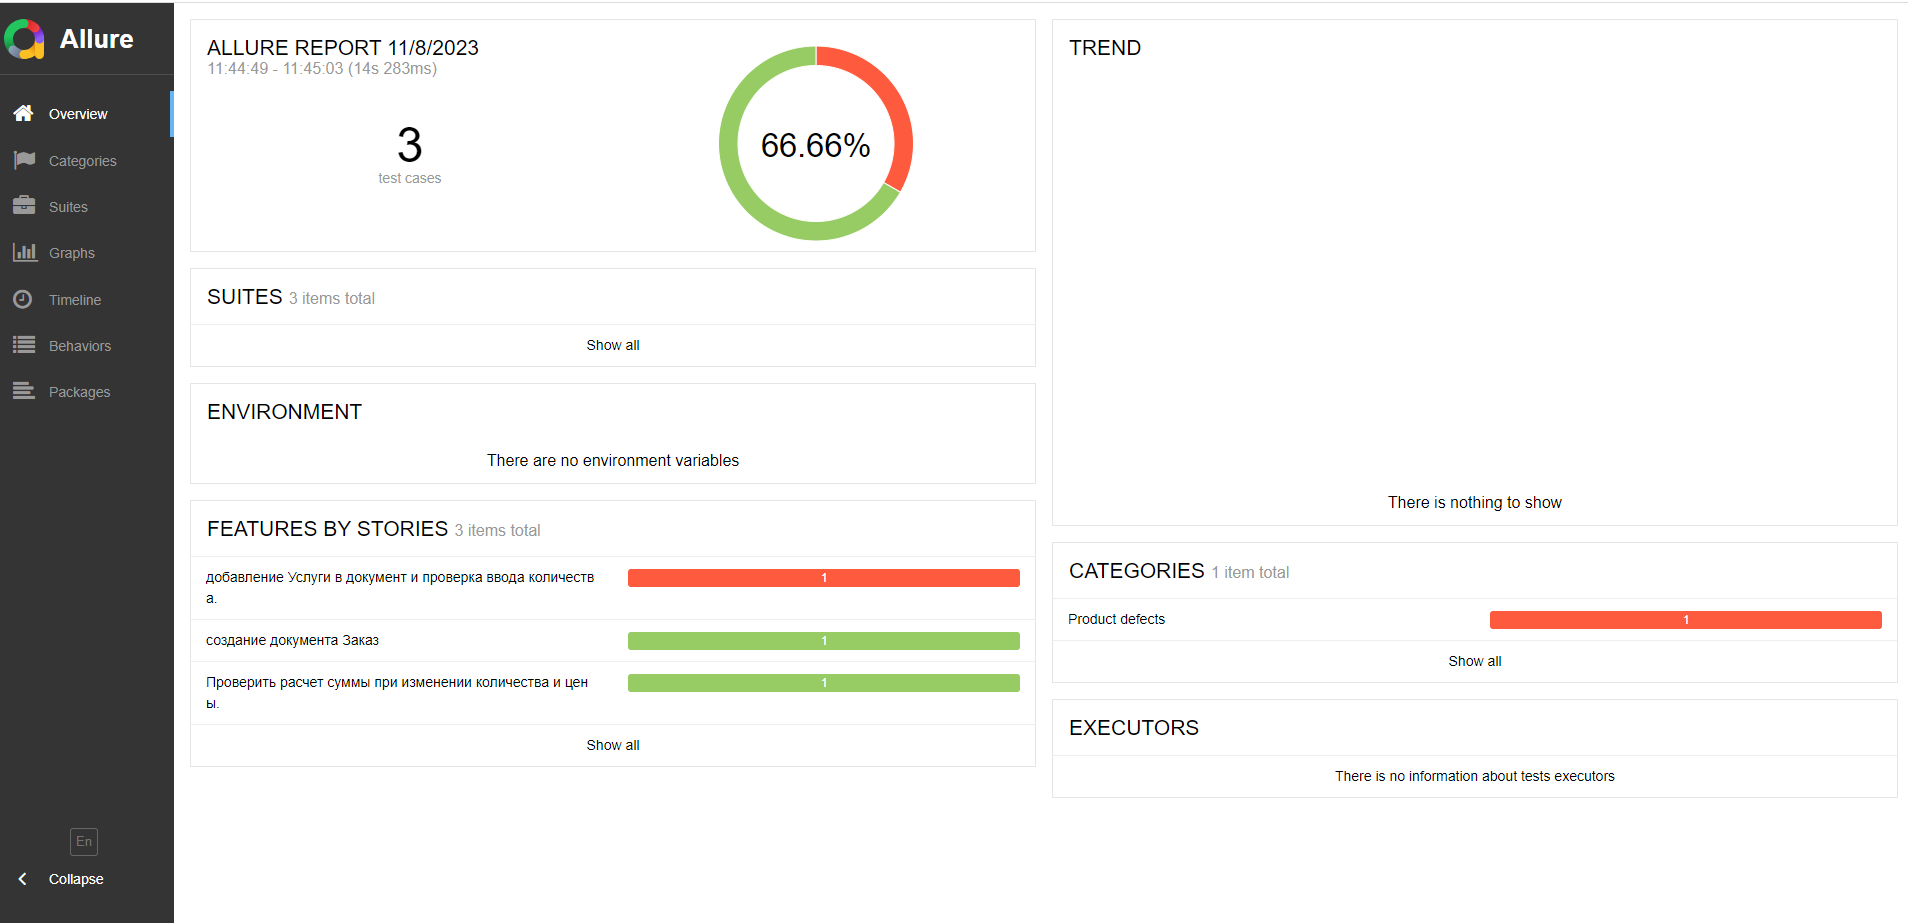 Allure
Overview
Categories
Suites
Graphs
Timeline
Behaviors
Packages
En
Collapse
ALLURE REPORT 11/8/2023
11:44:49 - 11:45:03 (14s 283ms)
3
test cases
66.66%
SUITES 3 items total
Show all
ENVIRONMENT
There are no environment variables
FEATURES BY STORIES 3 items total
добавление Услуги в документ и проверка ввода количеств
а.
1
создание документа Заказ
1
Проверить расчет суммы при изменении количества и цен
ы.
1
Show all
TREND
There is nothing to show
CATEGORIES 1 item total
Product defects
1
Show all
EXECUTORS
There is no information about tests executors